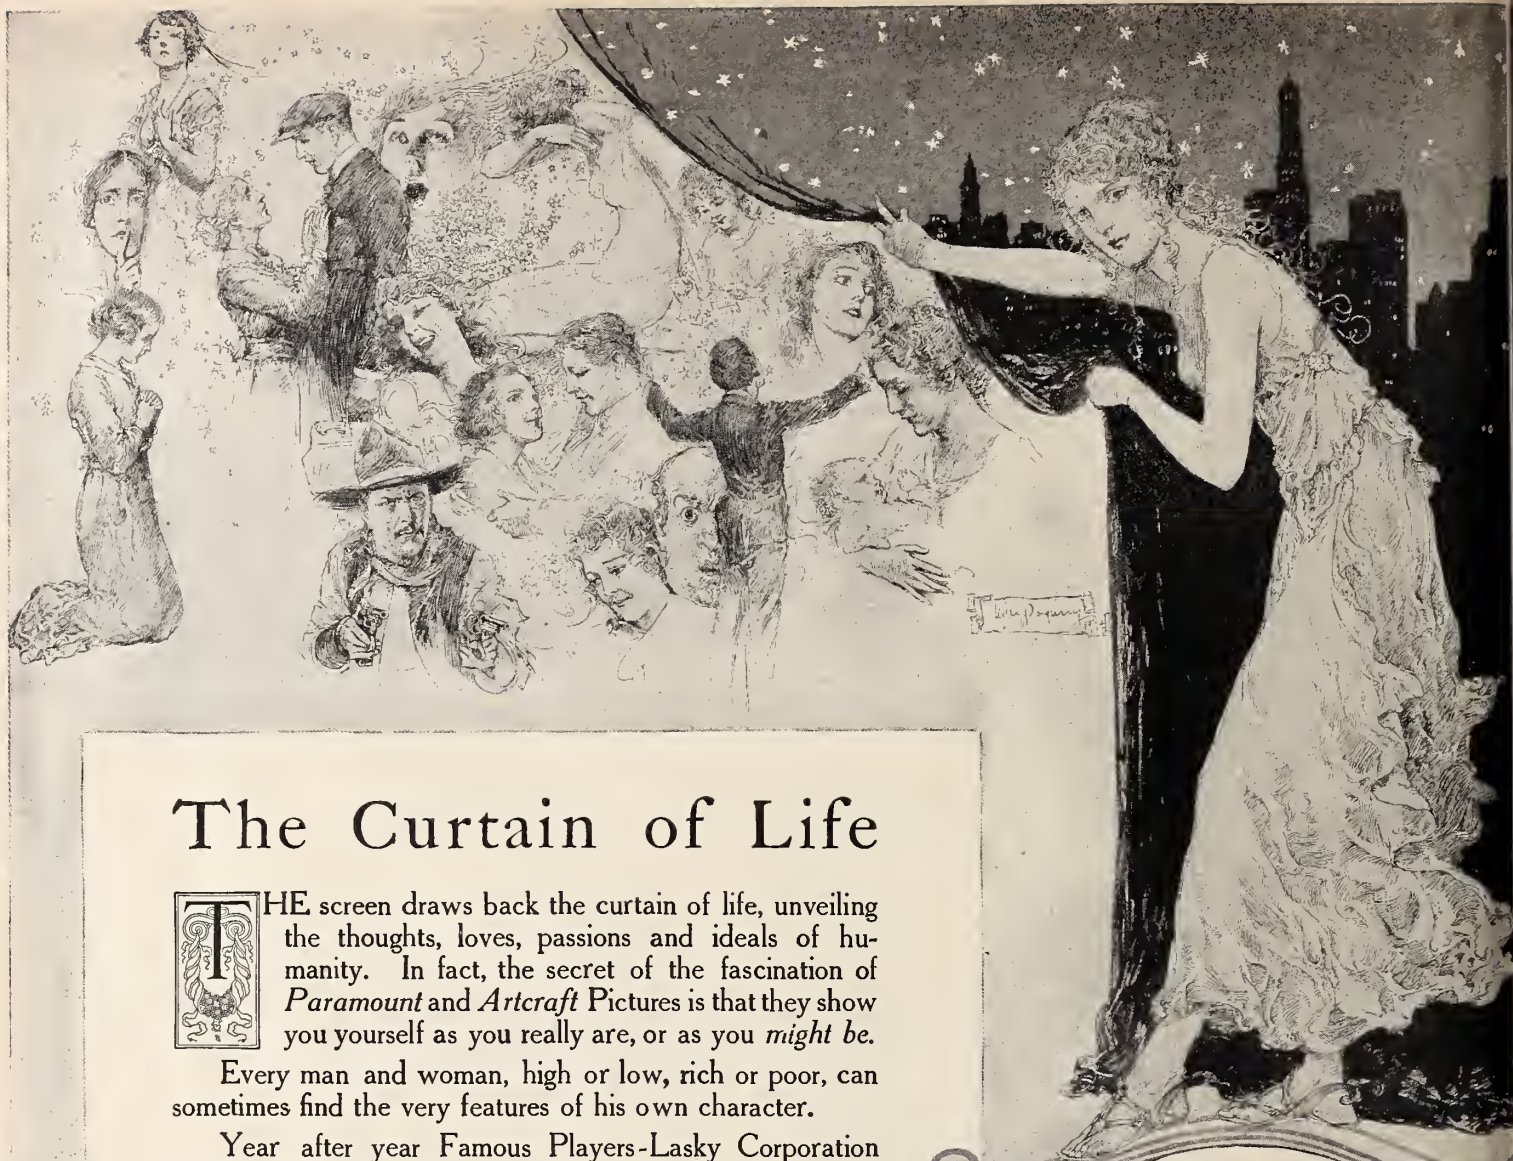 The Curtain of Life
THE screen draws back the curtain of life, unveiling
the thoughts, loves, passions and ideals of hu-
manity. In fact, the secret of the fascination of
Paramount and Artcraft Pictures is that they show
you yourself as you really are, or as you might be.
Every man and woman, high or low, rich or poor, can
sometimes find the very features of his own character.
Year after year Famous Players-Lasky Corporation